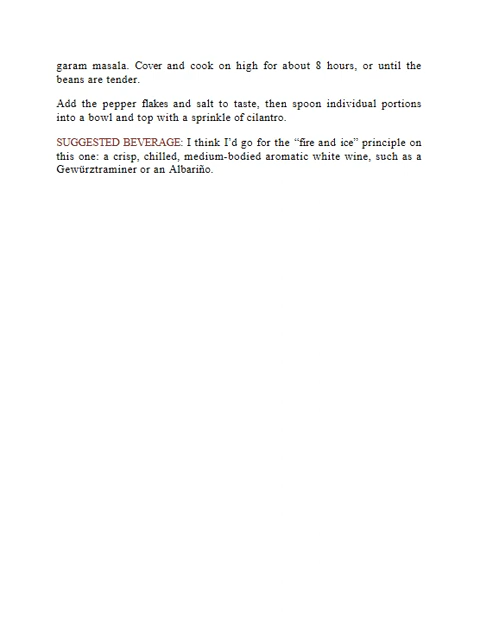 garam masala. Cover and cook on high for about 8 hours, or until the
beans are tender.
Add the pepper flakes and salt to taste, then spoon individual portions
into a bowl and top with a sprinkle of cilantro.
SUGGESTED BEVERAGE: I think I’d go for the “fire and ice” principle on
this one: a crisp, chilled, medium-bodied aromatic white wine, such as a
Gewürztraminer or an Albariño.